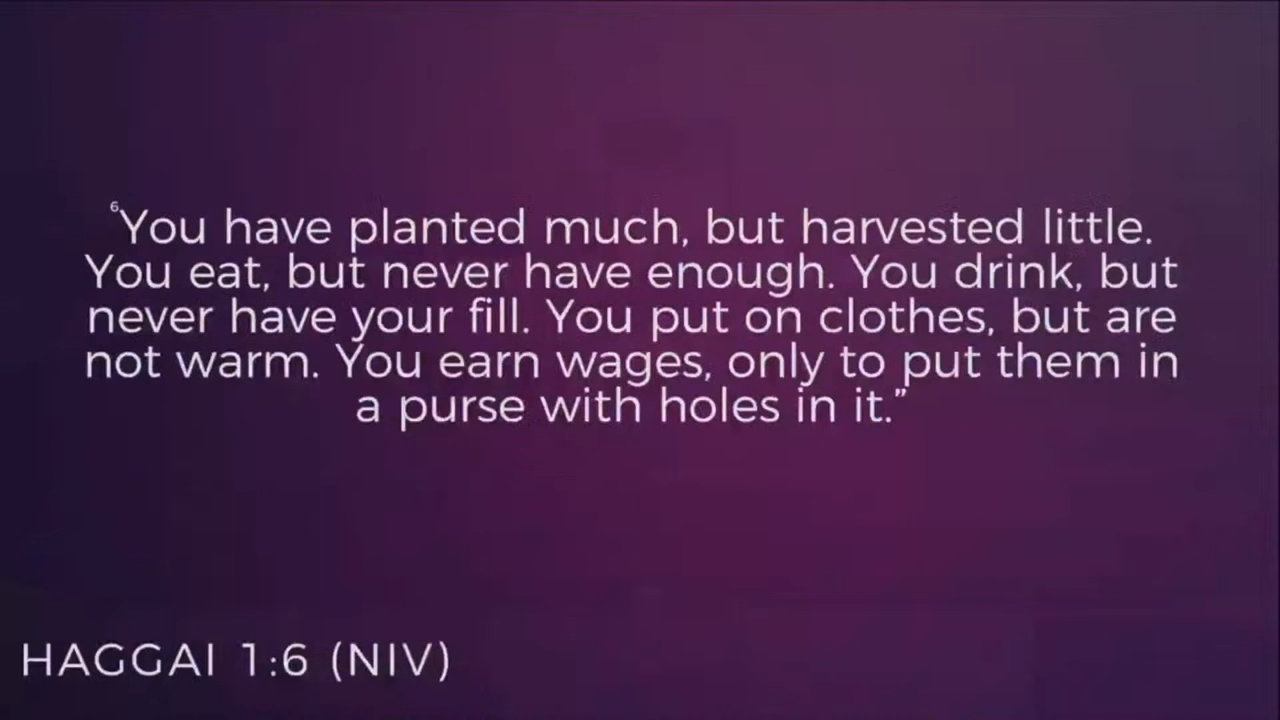 ⁶"You have planted much, but harvested little.
You eat, but never have enough. You drink, but
never have your fill. You put on clothes, but are
not warm. You earn wages, only to put them in
a purse with holes in it.”
HAGGAI 1:6 (NIV)